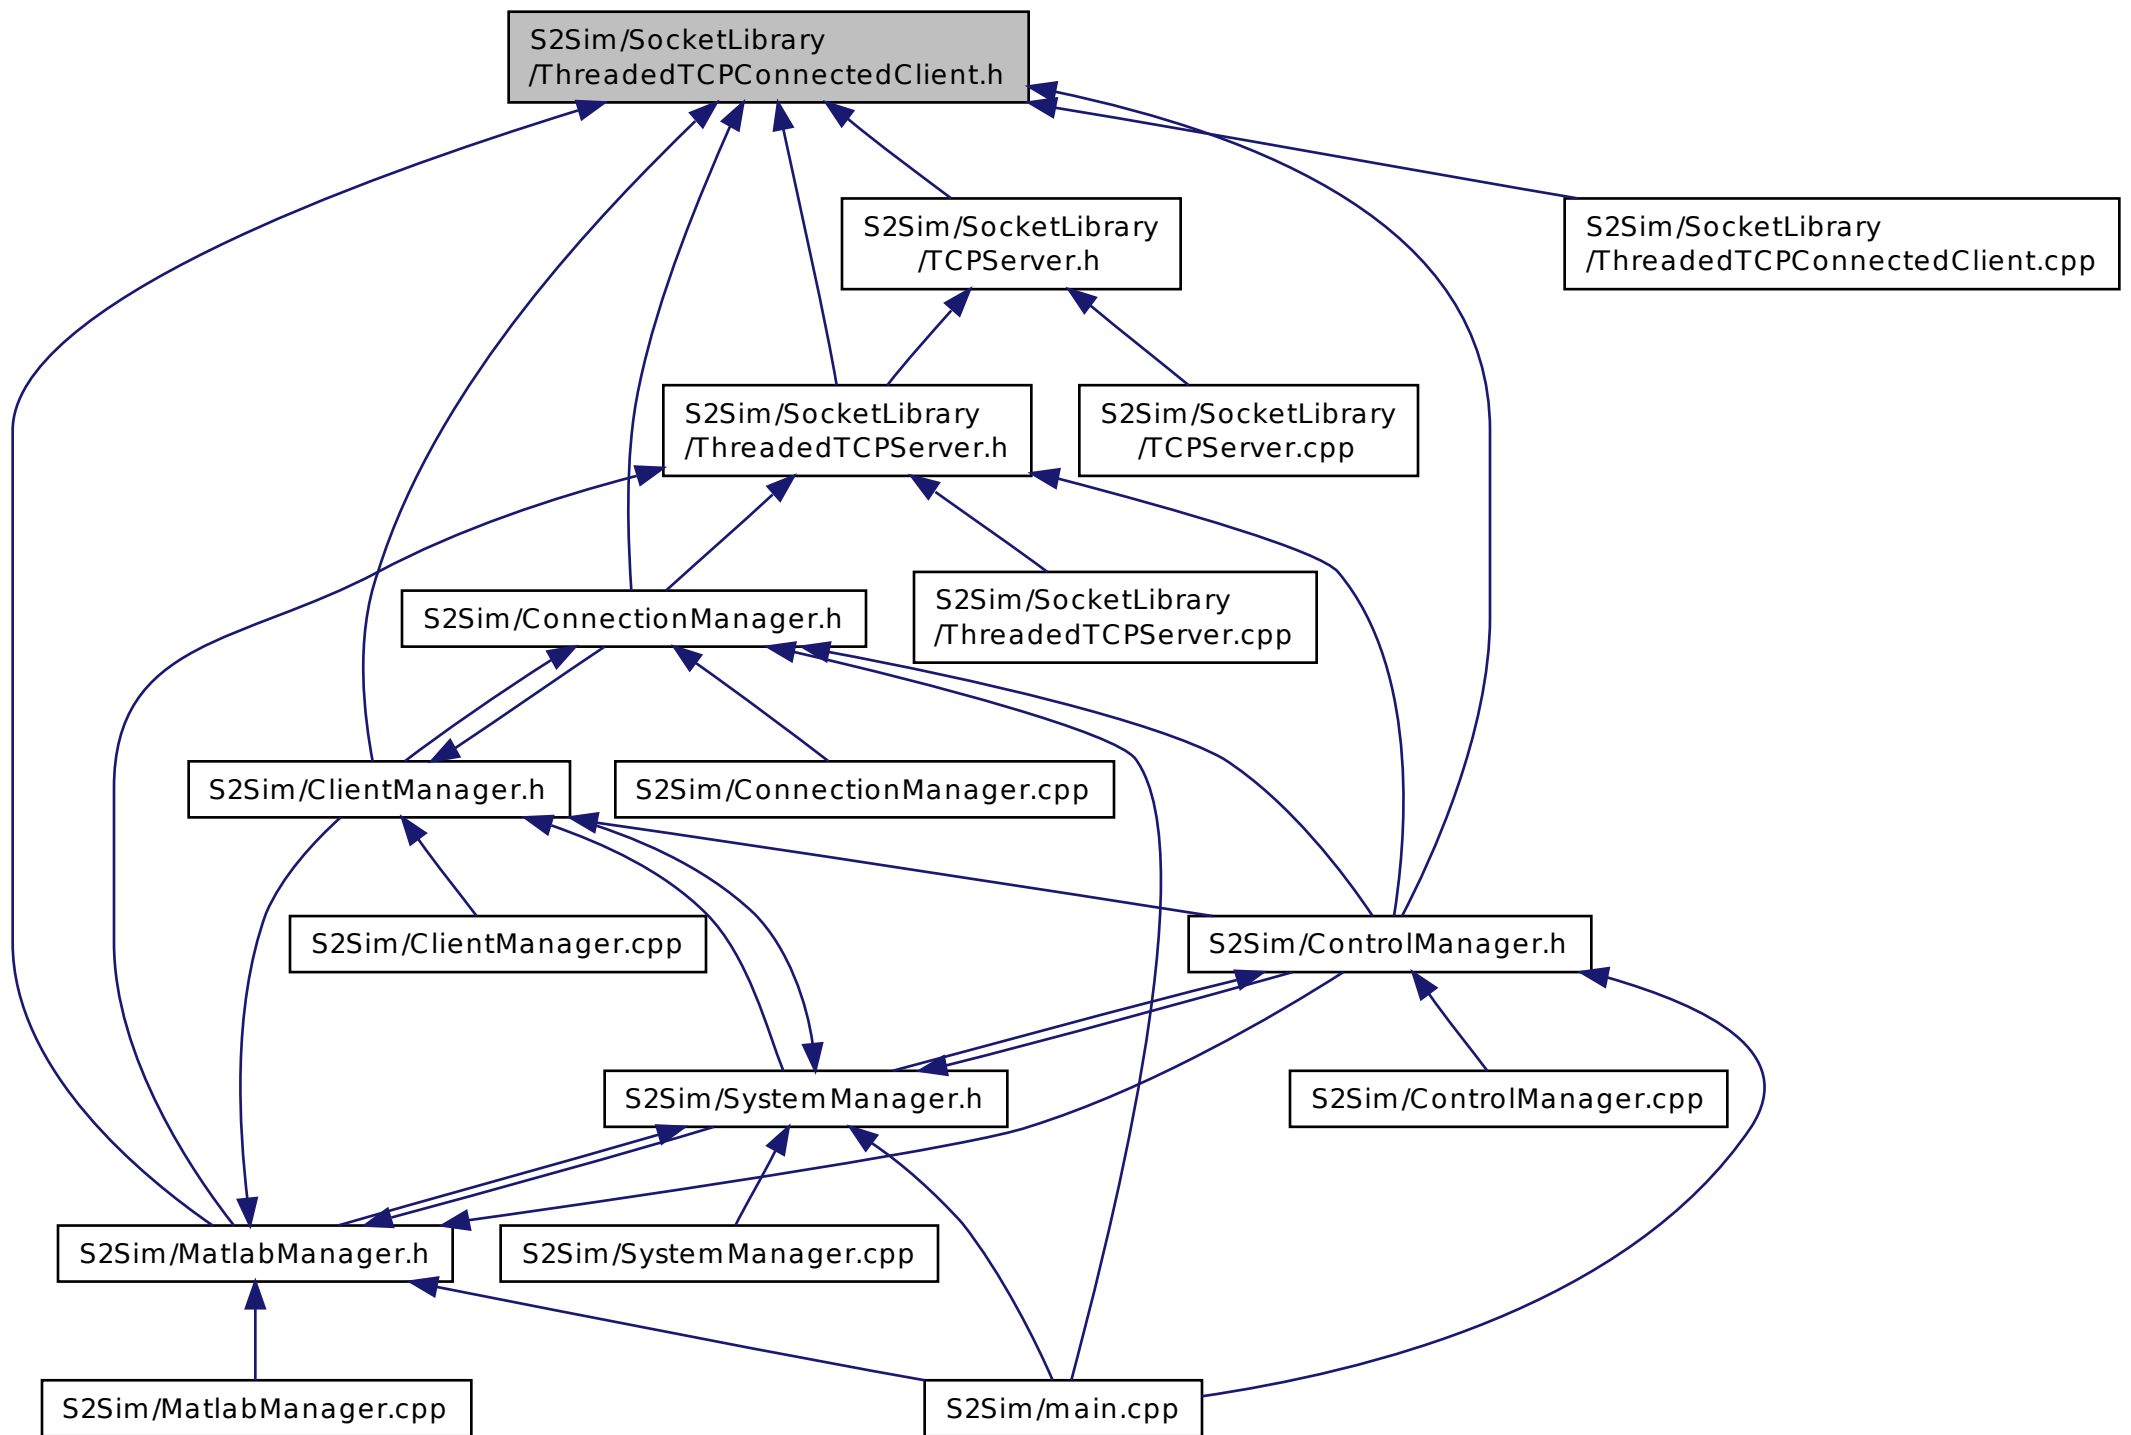 S2Sim/SocketLibrary
/ThreadedTCPConnectedClient.h
S2Sim/SocketLibrary
/TCPServer.h
S2Sim/SocketLibrary
/ThreadedTCPConnectedClient.cpp
S2Sim/SocketLibrary
/ThreadedTCPServer.h
S2Sim/SocketLibrary
/TCPServer.cpp
S2Sim/ConnectionManager.h
S2Sim/SocketLibrary
/ThreadedTCPServer.cpp
S2Sim/ClientManager.h
S2Sim/ConnectionManager.cpp
S2Sim/ClientManager.cpp
S2Sim/ControlManager.h
S2Sim/SystemManager.h
S2Sim/ControlManager.cpp
S2Sim/MatlabManager.h
S2Sim/SystemManager.cpp
S2Sim/MatlabManager.cpp
S2Sim/main.cpp